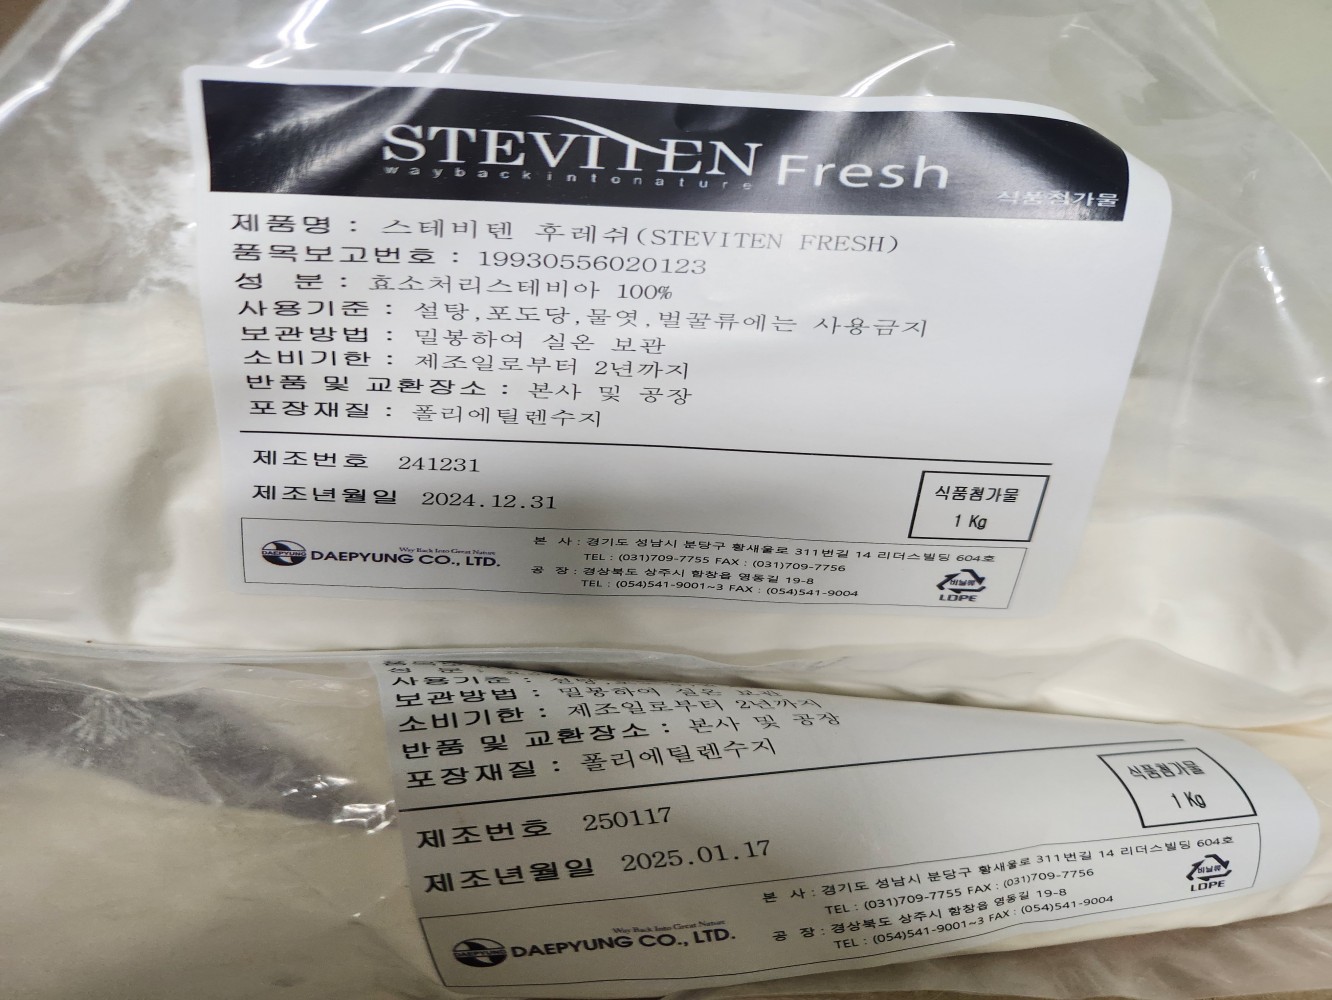 STEVITEN Fresh
waybackintonature
식품첨가물
제품명 : 스테비텐 후레쉬(STEVITEN FRESH)
품목보고번호 : 19930556020123
성 분 : 효소처리스테비아 100%
사용기준 : 설탕,포도당,물엿,벌꿀류에는 사용금지
보관방법 : 밀봉하여 실온 보관
소비기한 : 제조일로부터 2년까지
반품 및 교환장소 : 본사 및 공장
포장재질 : 폴리에틸렌수지
제조번호 241231
제조년월일 2024.12.31
식품첨가물
1 Kg
DAEPYUNG
Way Back Into Great Nature
DAEPYUNG CO., LTD.
본 사 : 경기도 성남시 분당구 황새울로 311번길 14 리더스빌딩 604호
TEL : (031)709-7755 FAX : (031)709-7756
공 장 : 경상북도 상주시 함창읍 영동길 19-8
TEL : (054)541-9001~3 FAX : (054)541-9004
비닐류
LDPE
성 분 :
사용기준 : 설탕,
보관방법 : 밀봉하여 실온 보관
소비기한 : 제조일로부터 2년까지
반품 및 교환장소 : 본사 및 공장
포장재질 : 폴리에틸렌수지
제조번호 250117
제조년월일 2025.01.17
식품첨가물
1 Kg
DAEPYUNG
Way Back Into Great Nature
DAEPYUNG CO., LTD.
본 사 : 경기도 성남시 분당구 황새울로 311번길 14 리더스빌딩 604호
TEL : (031)709-7755 FAX : (031)709-7756
공 장 : 경상북도 상주시 함창읍 영동길 19-8
TEL : (054)541-9001~3 FAX : (054)541-9004
비닐류
LDPE